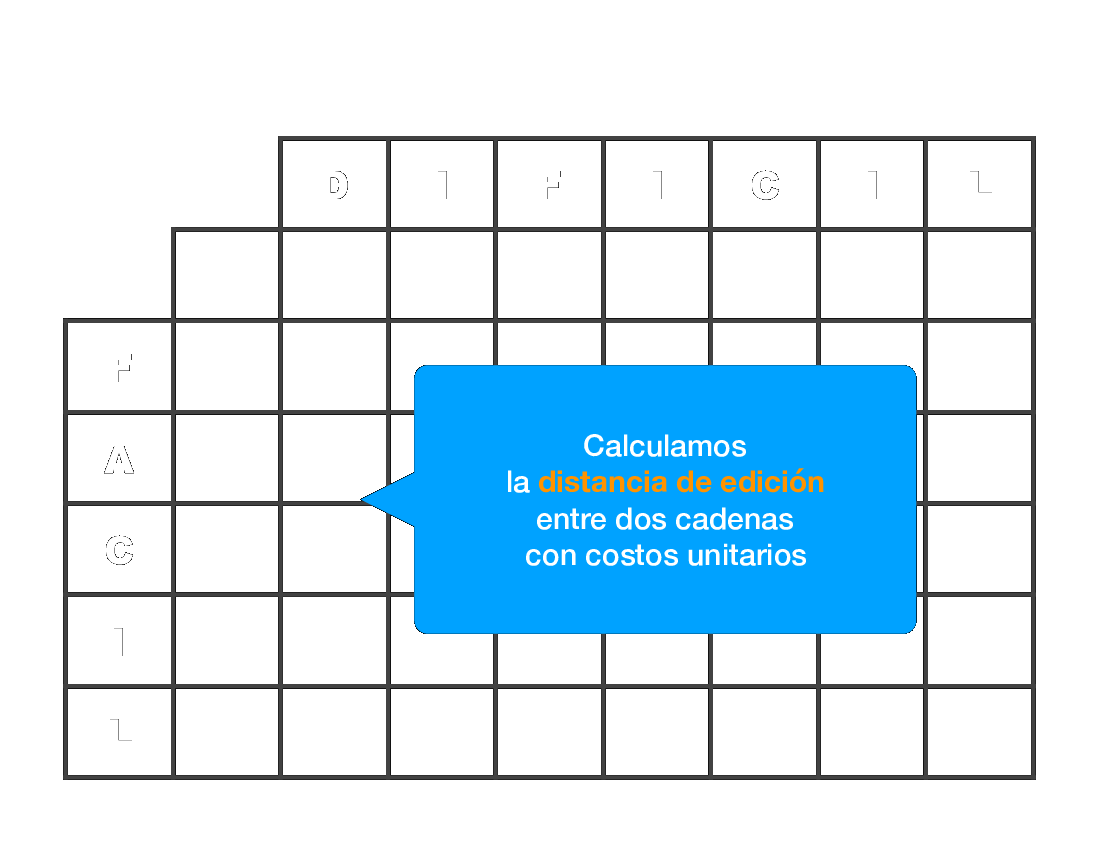 D I F I C I L
F
A
C
I
L
Calculamos
la distancia de edición
entre dos cadenas
con costos unitarios